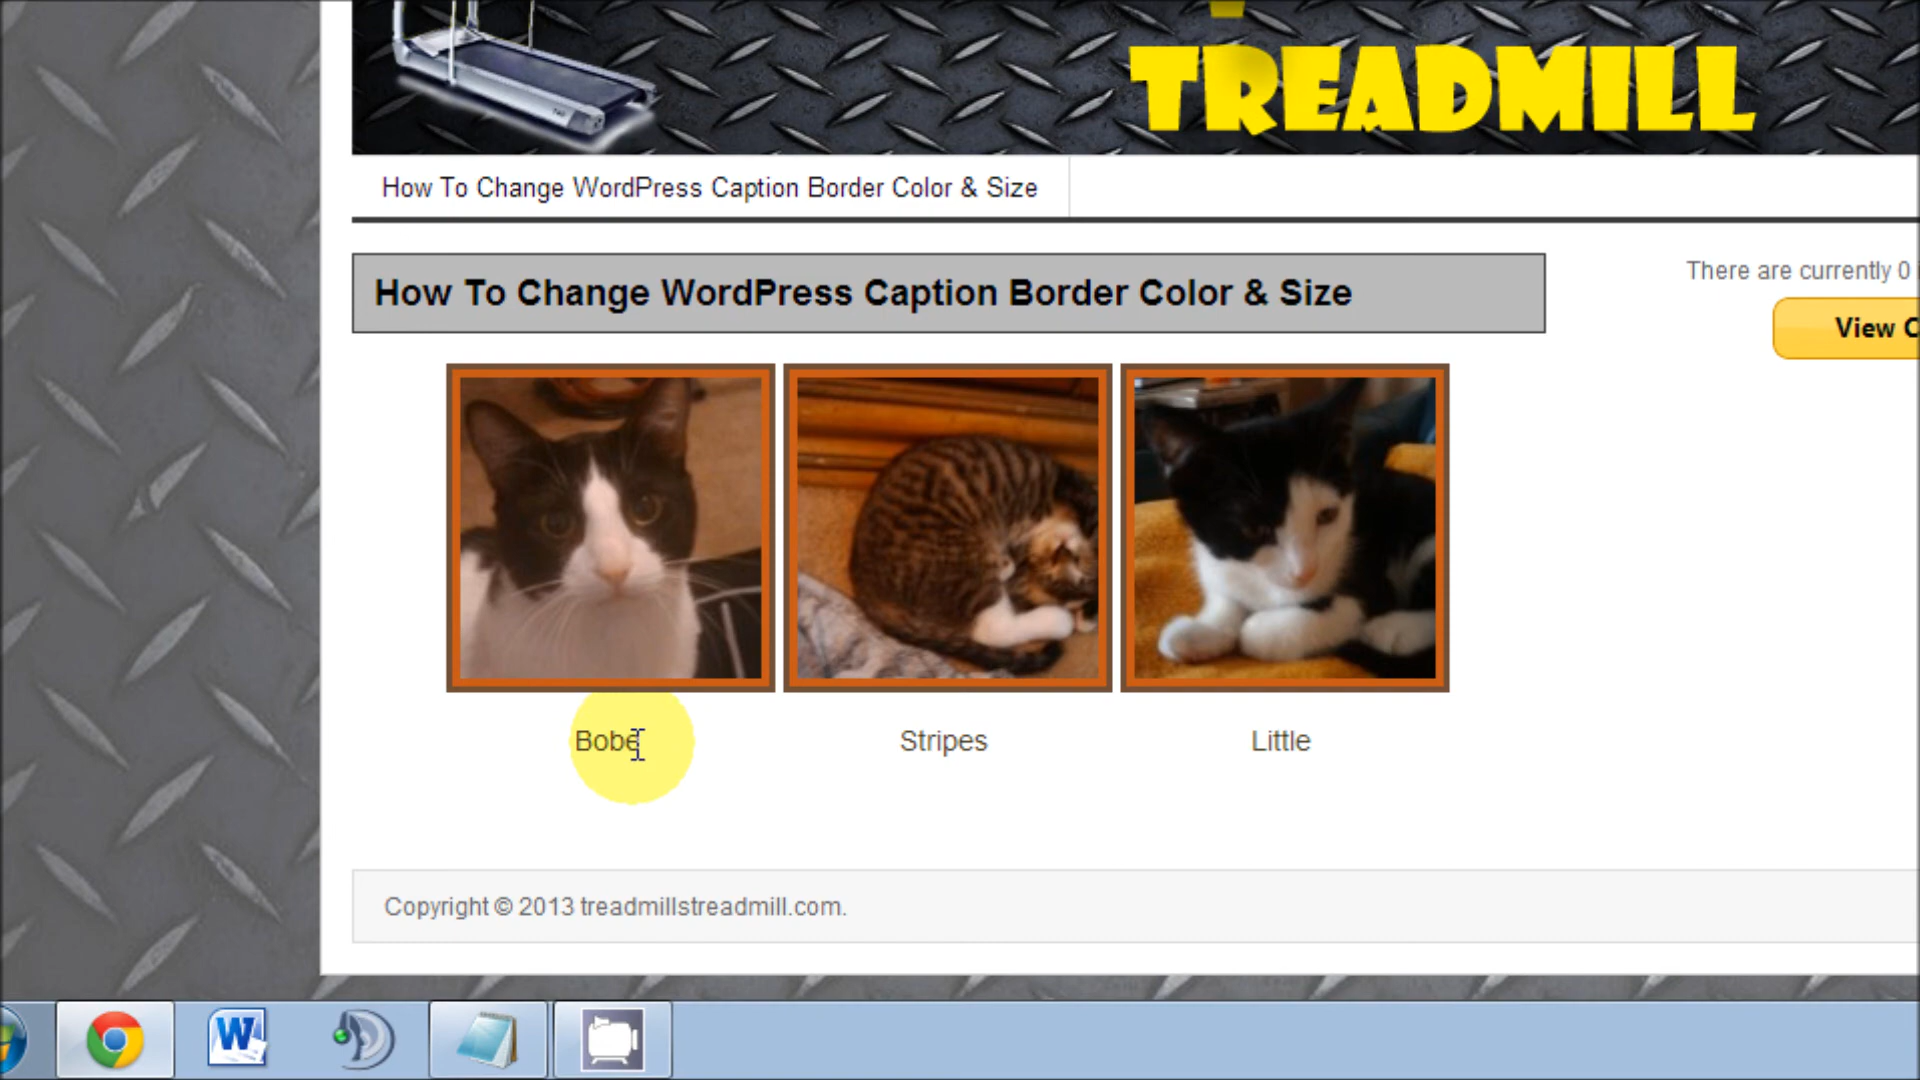 TREADMILL
How To Change WordPress Caption Border Color & Size
How To Change WordPress Caption Border Color & Size
There are currently 0
View C
Bobe
Stripes
Little
Copyright © 2013 treadmillstreadmill.com.
W